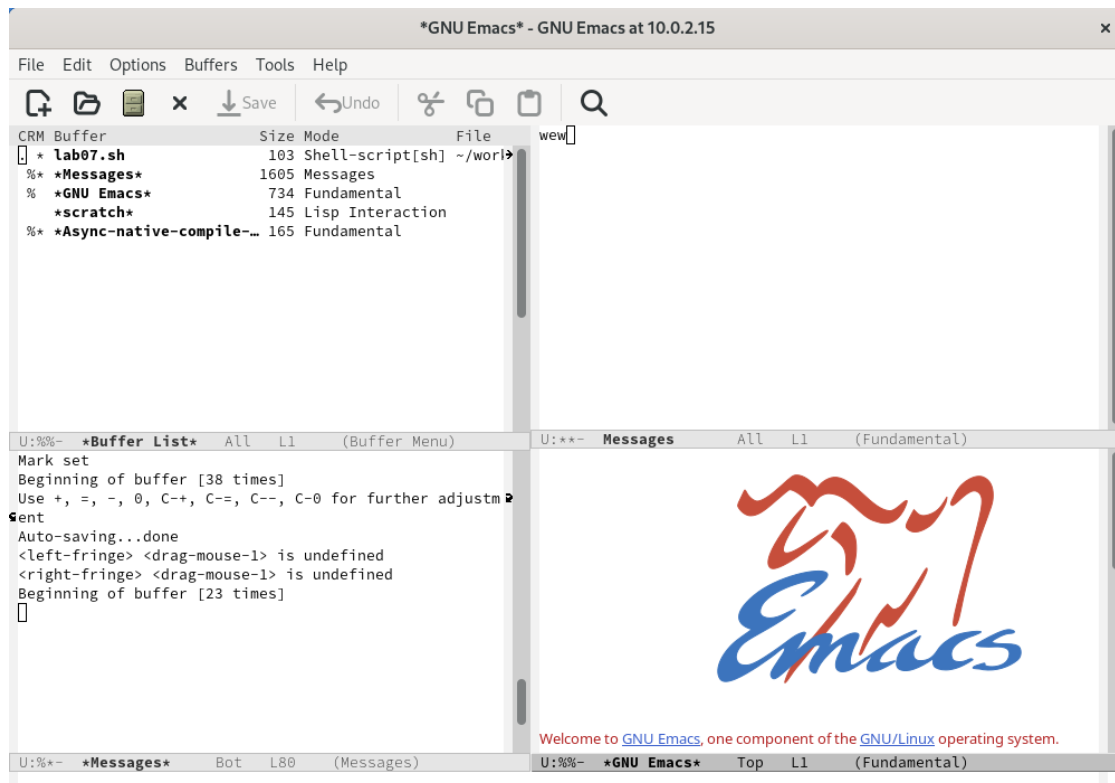 *GNU Emacs* - GNU Emacs at 10.0.2.15
File Edit Options Buffers Tools Help
Save Undo
CRM Buffer Size Mode File
. * lab07.sh 103 Shell-script[sh] ~/work
%* *Messages* 1605 Messages
% *GNU Emacs* 734 Fundamental
*scratch* 145 Lisp Interaction
%* *Async-native-compile-… 165 Fundamental
U:%%- *Buffer List* All L1 (Buffer Menu)
wew
U:**- Messages All L1 (Fundamental)
Mark set
Beginning of buffer [38 times]
Use +, =, -, 0, C-+, C-=, C--, C-0 for further adjustm
ent
Auto-saving...done
<left-fringe> <drag-mouse-1> is undefined
<right-fringe> <drag-mouse-1> is undefined
Beginning of buffer [23 times]
U:%*- *Messages* Bot L80 (Messages)
Emacs
Welcome to GNU Emacs, one component of the GNU/Linux operating system.
U:%%- *GNU Emacs* Top L1 (Fundamental)